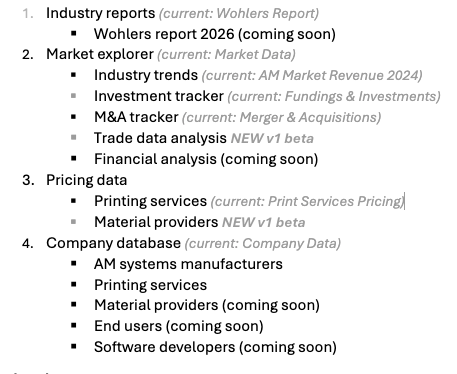 1. Industry reports (current: Wohlers Report)
▪ Wohlers report 2026 (coming soon)
2. Market explorer (current: Market Data)
▪ Industry trends (current: AM Market Revenue 2024)
▪ Investment tracker (current: Fundings & Investments)
▪ M&A tracker (current: Merger & Acquisitions)
▪ Trade data analysis NEW v1 beta
▪ Financial analysis (coming soon)
3. Pricing data
▪ Printing services (current: Print Services Pricing)
▪ Material providers NEW v1 beta
4. Company database (current: Company Data)
▪ AM systems manufacturers
▪ Printing services
▪ Material providers (coming soon)
▪ End users (coming soon)
▪ Software developers (coming soon)